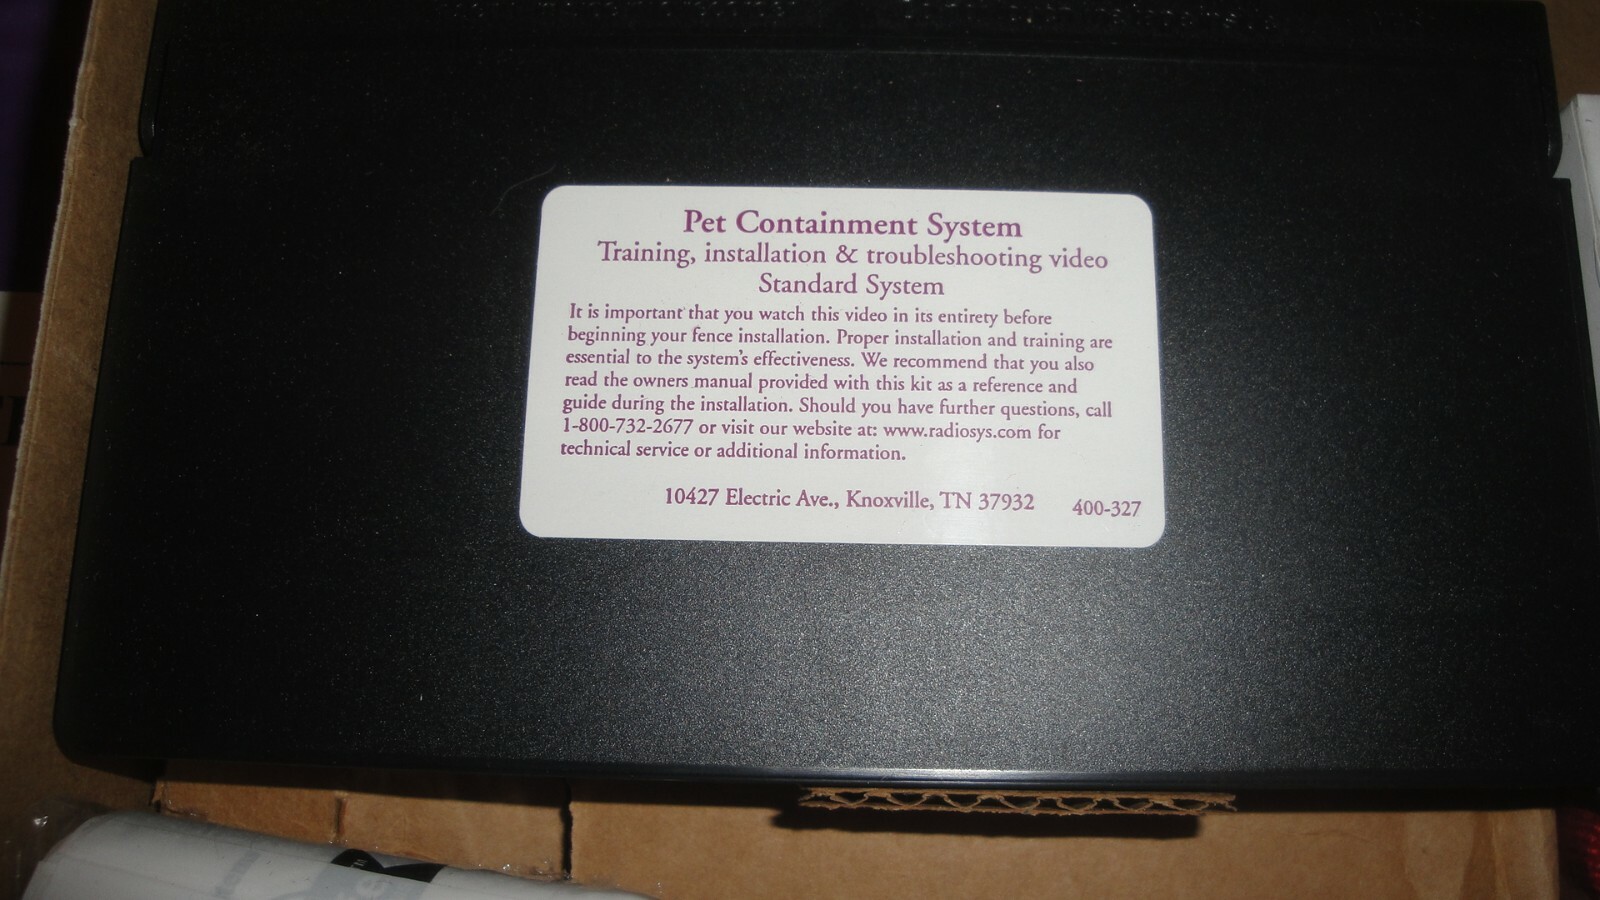 Pet Containment System
Training, installation & troubleshooting video
Standard System
It is important that you watch this video in its entirety before
beginning your fence installation. Proper installation and training are
essential to the system's effectiveness. We recommend that you also
read the owners manual provided with this kit as a reference and
guide during the installation. Should you have further questions, call
1-800-732-2677 or visit our website at: www.radiosys.com for
technical service or additional information.
10427 Electric Ave., Knoxville, TN 37932 400-327